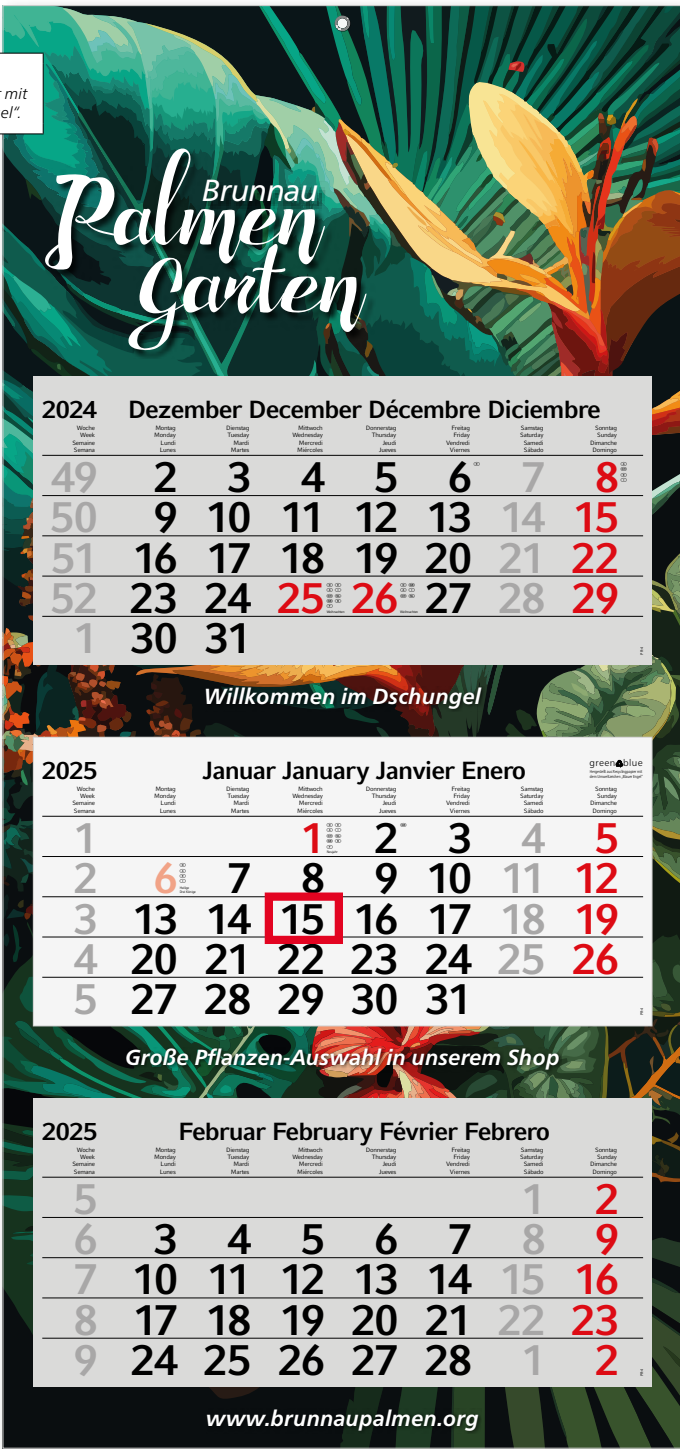 r mit
el“.
Brunnau
Palmen
Garten
2024 Dezember December Décembre Diciembre
Woche Montag Dienstag Mittwoch Donnerstag Freitag Samstag Sonntag
Week Monday Tuesday Wednesday Thursday Friday Saturday Sunday
Semaine Lundi Mardi Mercredi Jeudi Vendredi Samedi Dimanche
Semana Lunes Martes Miércoles Jueves Viernes Sábado Domingo
49 2 3 4 5 6 7 8
50 9 10 11 12 13 14 15
51 16 17 18 19 20 21 22
52 23 24 25 26 27 28 29
Weihnachten Weihnachten
1 30 31
Willkommen im Dschungel
2025 Januar January Janvier Enero
green blue
Woche Montag Dienstag Mittwoch Donnerstag Freitag Samstag Sonntag
Week Monday Tuesday Wednesday Thursday Friday Saturday Sunday
Semaine Lundi Mardi Mercredi Jeudi Vendredi Samedi Dimanche
Semana Lunes Martes Miércoles Jueves Viernes Sábado Domingo
1 1 2 3 4 5
Neujahr
2 6 7 8 9 10 11 12
Heilige
Drei Könige
3 13 14 15 16 17 18 19
4 20 21 22 23 24 25 26
5 27 28 29 30 31
Große Pflanzen-Auswahl in unserem Shop
2025 Februar February Février Febrero
Woche Montag Dienstag Mittwoch Donnerstag Freitag Samstag Sonntag
Week Monday Tuesday Wednesday Thursday Friday Saturday Sunday
Semaine Lundi Mardi Mercredi Jeudi Vendredi Samedi Dimanche
Semana Lunes Martes Miércoles Jueves Viernes Sábado Domingo
5 1 2
6 3 4 5 6 7 8 9
7 10 11 12 13 14 15 16
8 17 18 19 20 21 22 23
9 24 25 26 27 28 1 2
www.brunnaupalmen.org